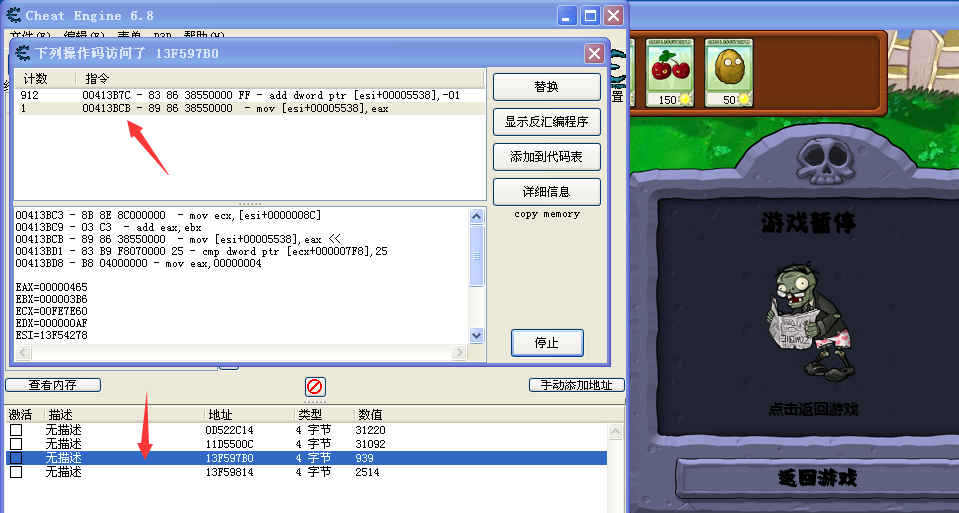 Cheat Engine 6.8
文件(F) 编辑(E) 表单 D3D 帮助(H)
下列操作码访问了 13F597B0
计数 指令
912 00413B7C - 83 86 38550000 FF - add dword ptr [esi+00005538],-01
1 00413BCB - 89 86 38550000 - mov [esi+00005538],eax
替换
显示反汇编程序
添加到代码表
详细信息
copy memory
停止
置
00413BC3 - 8B 8E 8C000000 - mov ecx,[esi+0000008C]
00413BC9 - 03 C3 - add eax,ebx
00413BCB - 89 86 38550000 - mov [esi+00005538],eax <<
00413BD1 - 83 B9 F8070000 25 - cmp dword ptr [ecx+000007F8],25
00413BD8 - B8 04000000 - mov eax,00000004
EAX=00000465
EBX=000003B6
ECX=00FE7E60
EDX=000000AF
ESI=13F54278
查看内存
手动添加地址
激活 描述 地址 类型 数值
无描述 0D522C14 4 字节 31220
无描述 11D5500C 4 字节 31092
无描述 13F597B0 4 字节 939
无描述 13F59814 4 字节 2514
150
50
游戏暂停
ZOMBIE
点击返回游戏
返回游戏